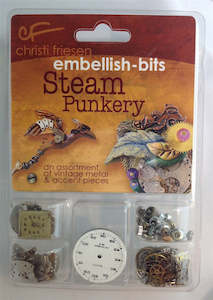 CF
christi friesen
embellish-bits
Steam
Punkery
an assortment
of vintage metal
& accent pieces